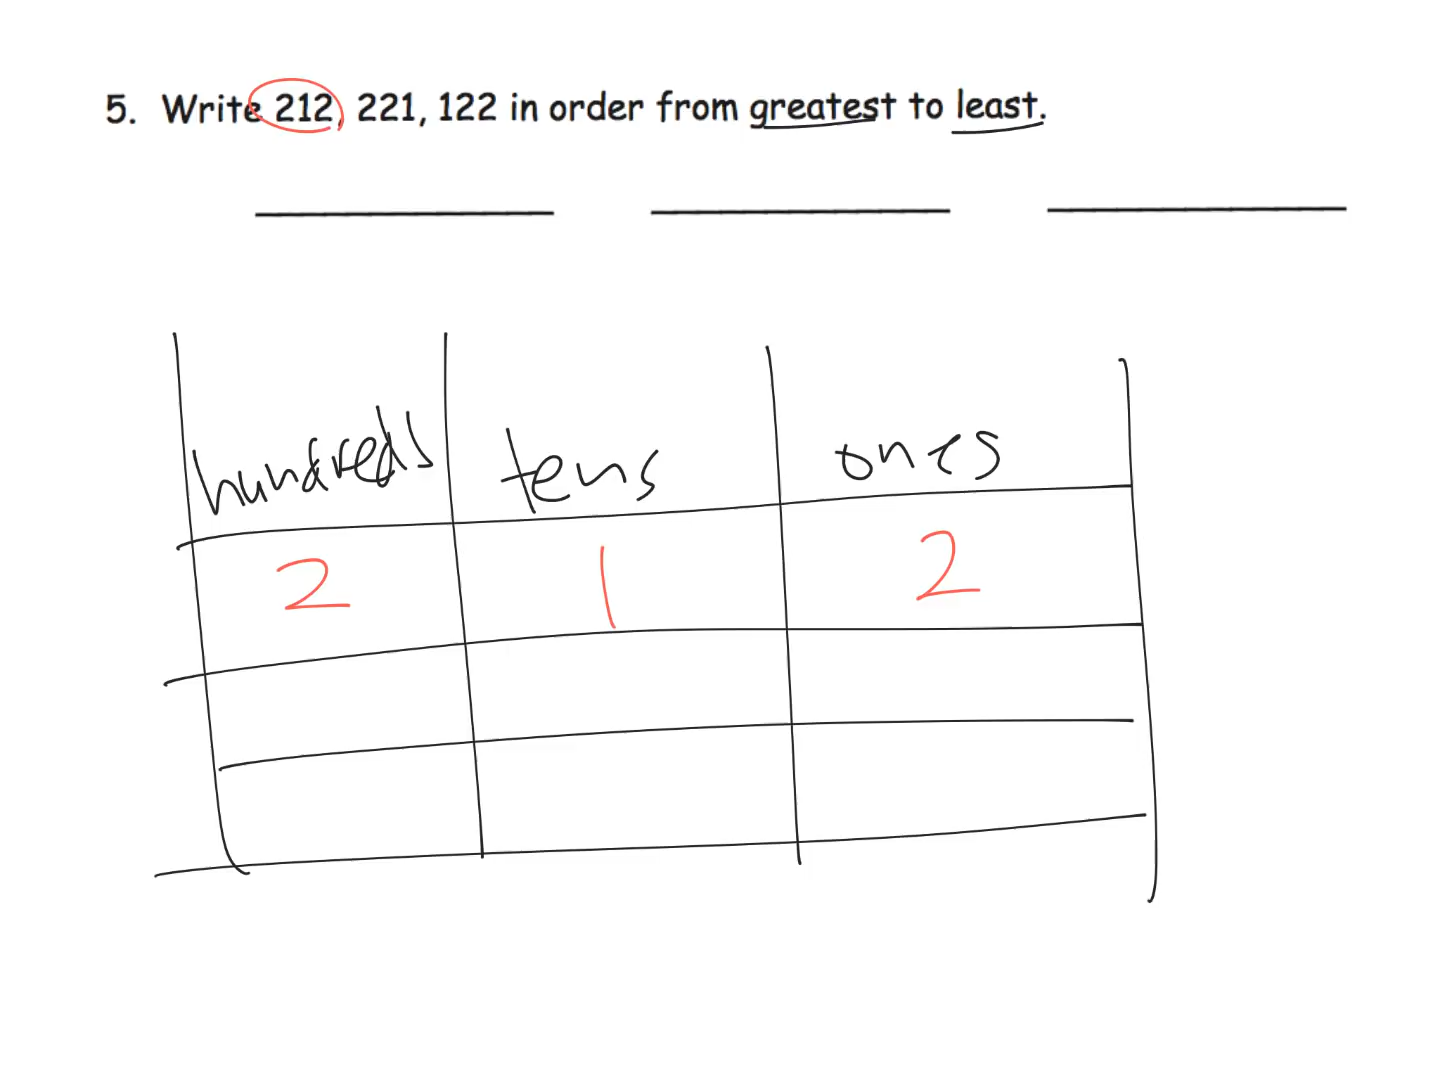 5. Write 212, 221, 122 in order from greatest to least.
hundreds tens ones
2 1 2